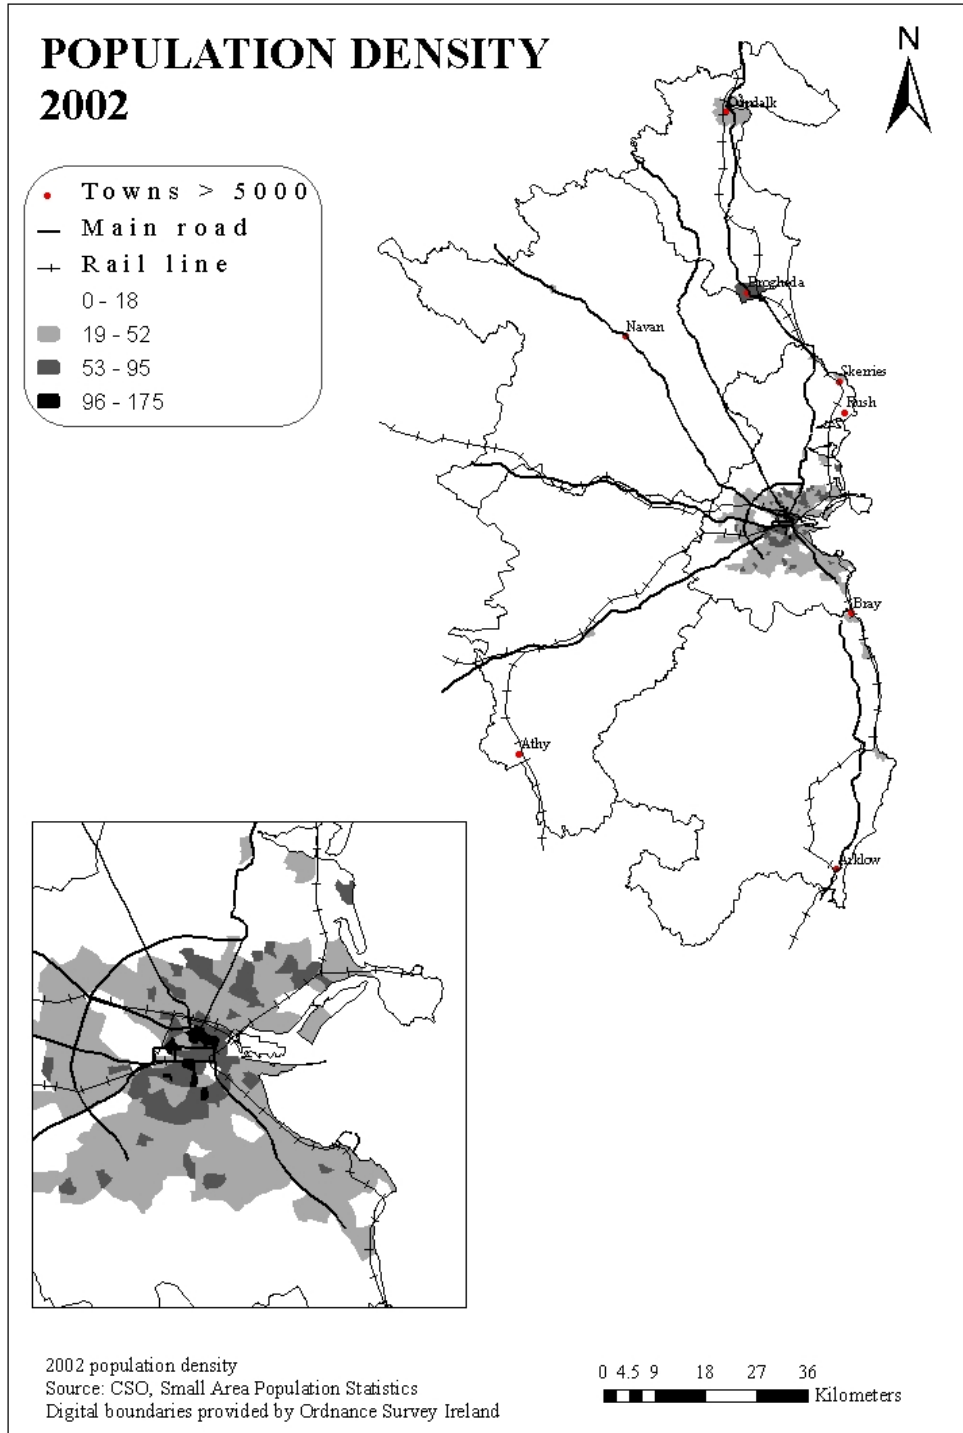 POPULATION DENSITY
2002
N
Towns > 5000
Main road
Rail line
0 - 18
19 - 52
53 - 95
96 - 175
Dundalk
Drogheda
Navan
Skerries
Rush
Bray
Athy
Arklow
2002 population density
Source: CSO, Small Area Population Statistics
Digital boundaries provided by Ordnance Survey Ireland
0 4.5 9 18 27 36
Kilometers